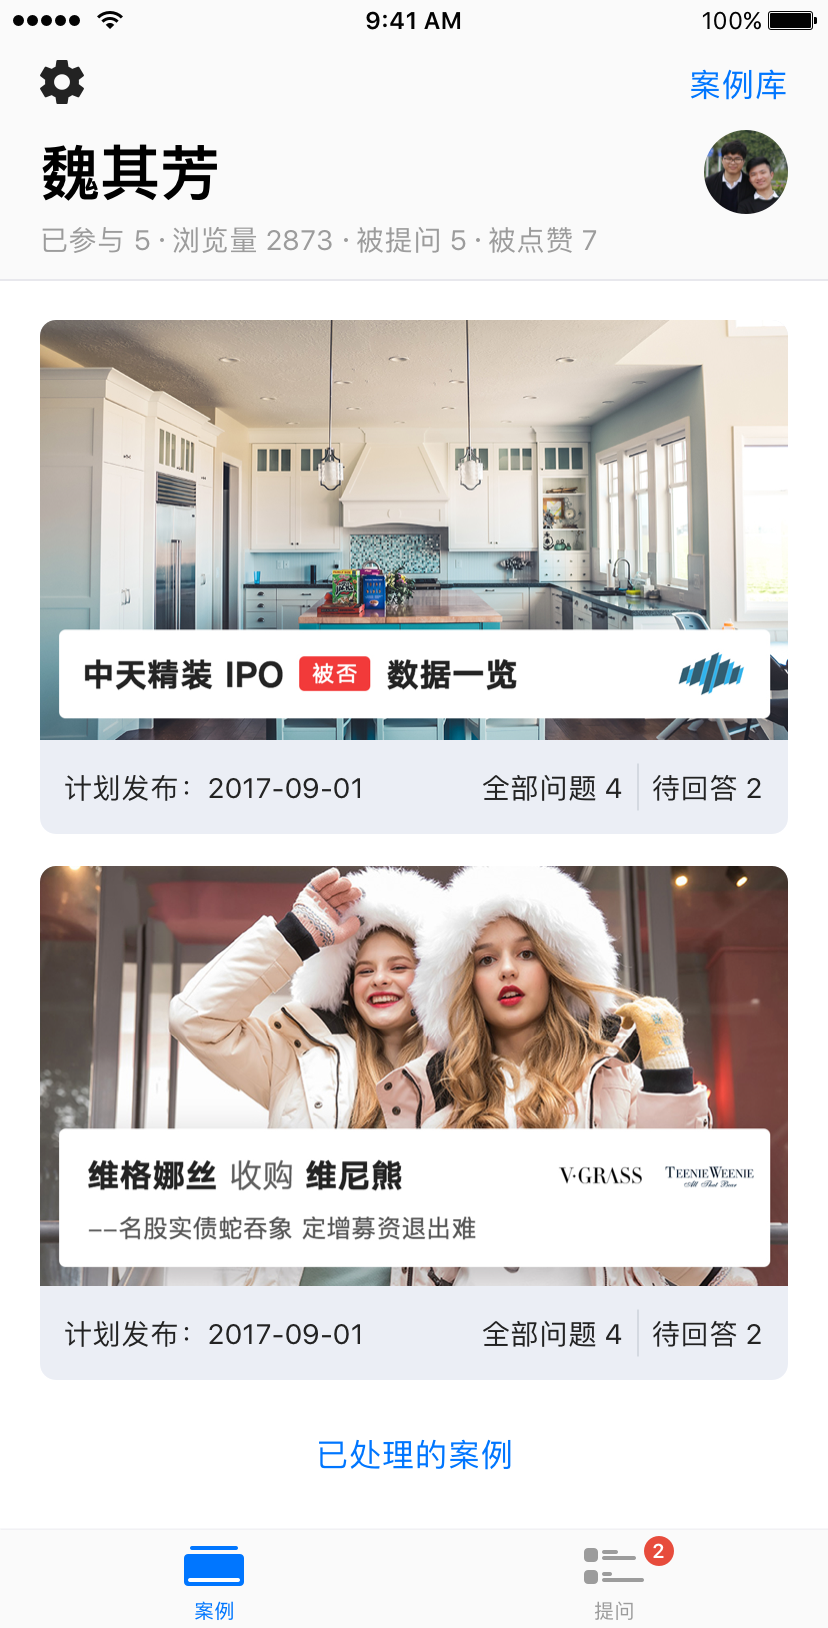 9:41 AM
100%
案例库
魏其芳
已参与 5 · 浏览量 2873 · 被提问 5 · 被点赞 7
中天精装 IPO 被否 数据一览
计划发布：2017-09-01
全部问题 4
待回答 2
维格娜丝 收购 维尼熊
V·GRASS
TEENIE WEENIE
All That Bear
––名股实债蛇吞象 定增募资退出难
计划发布：2017-09-01
全部问题 4
待回答 2
已处理的案例
2
案例
提问